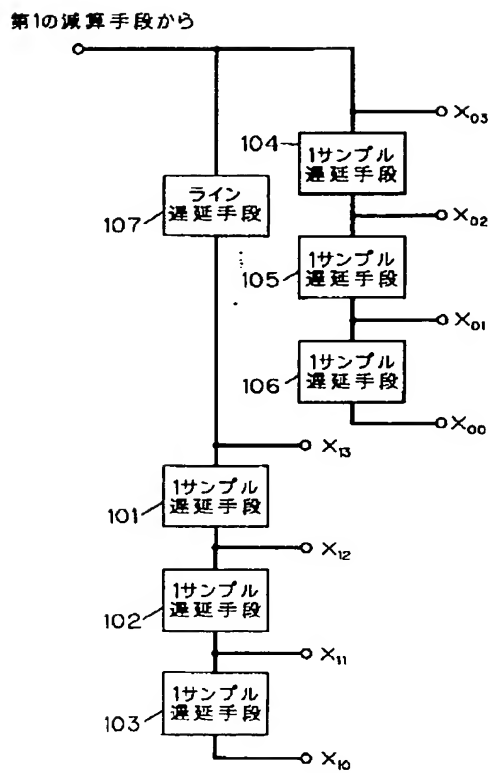 第1の減算手段から
X03
104
1サンプル
遅延手段
ライン
遅延手段
107
X02
1サンプル
遅延手段
105
X01
1サンプル
遅延手段
106
X00
X13
1サンプル
遅延手段
101
X12
1サンプル
遅延手段
102
X11
1サンプル
遅延手段
103
X10